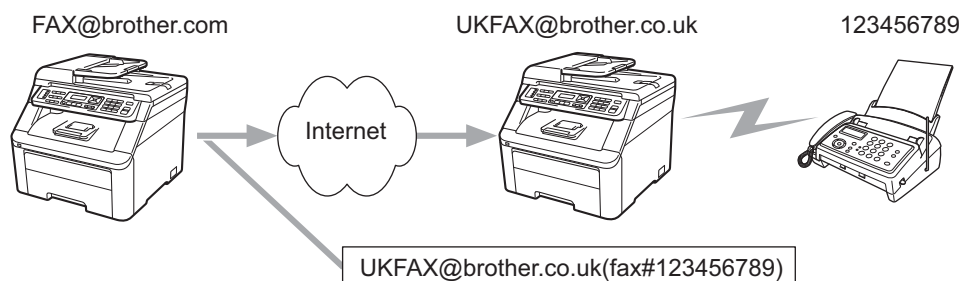 FAX@brother.com
UKFAX@brother.co.uk
123456789
Internet
UKFAX@brother.co.uk(fax#123456789)